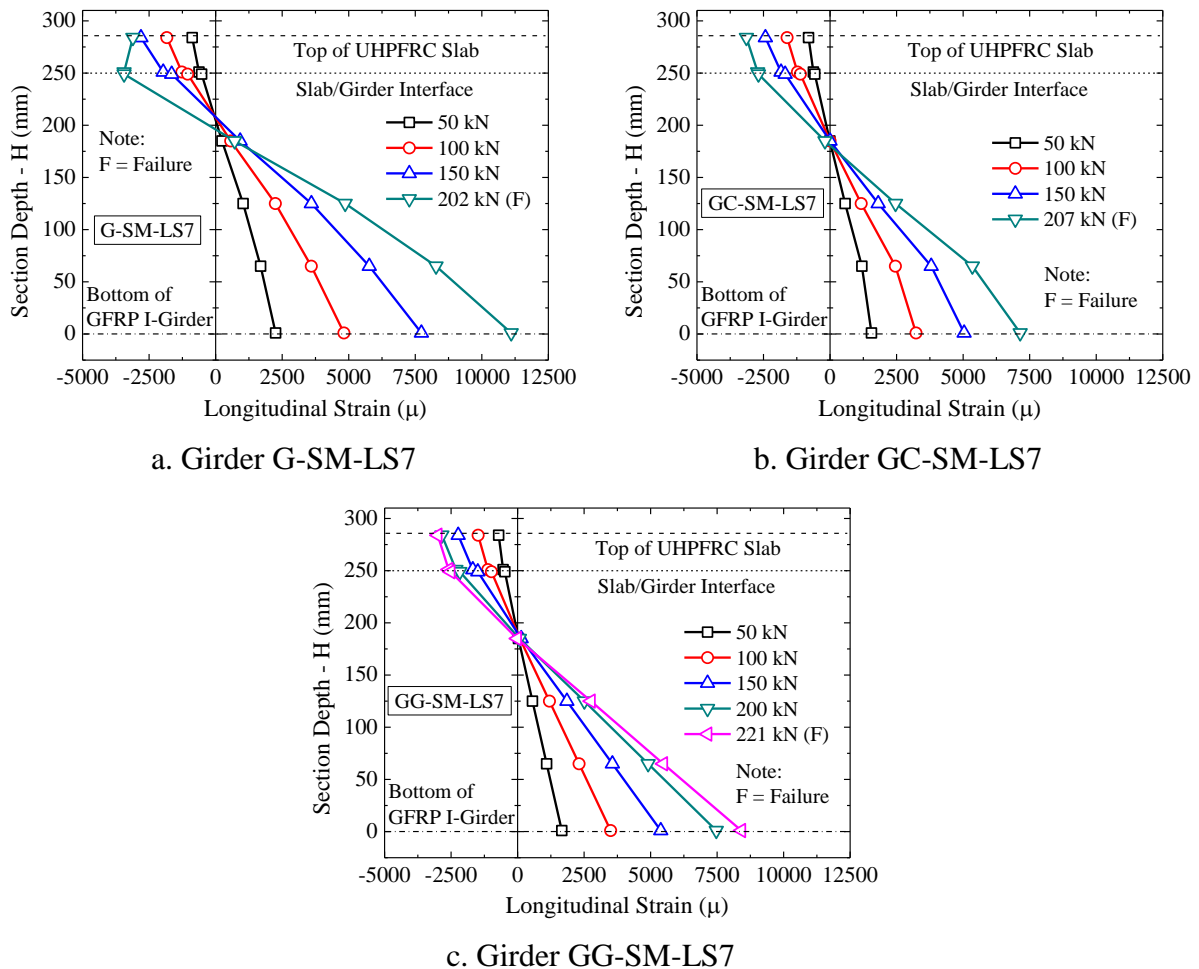 300
250
200
150
100
50
0
Section Depth - H (mm)
Top of UHPFRC Slab
Slab/Girder Interface
Note:
F = Failure
50 kN
100 kN
150 kN
202 kN (F)
G-SM-LS7
Bottom of
GFRP I-Girder
-5000 -2500 0 2500 5000 7500 10000 12500
Longitudinal Strain (μ)
a. Girder G-SM-LS7
300
250
200
150
100
50
0
Section Depth - H (mm)
Top of UHPFRC Slab
Slab/Girder Interface
50 kN
100 kN
150 kN
207 kN (F)
GC-SM-LS7
Note:
F = Failure
Bottom of
GFRP I-Girder
-5000 -2500 0 2500 5000 7500 10000 12500
Longitudinal Strain (μ)
b. Girder GC-SM-LS7
300
250
200
150
100
50
0
Section Depth - H (mm)
Top of UHPFRC Slab
Slab/Girder Interface
50 kN
100 kN
150 kN
200 kN
221 kN (F)
GG-SM-LS7
Note:
F = Failure
Bottom of
GFRP I-Girder
-5000 -2500 0 2500 5000 7500 10000 12500
Longitudinal Strain (μ)
c. Girder GG-SM-LS7